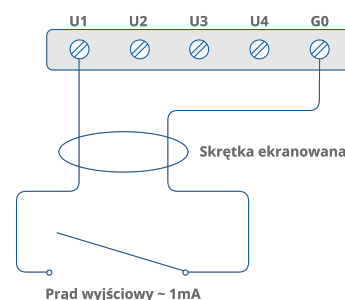 U1 U2 U3 U4 G0
Skrętka ekranowana
Prąd wyjściowy ~ 1mA